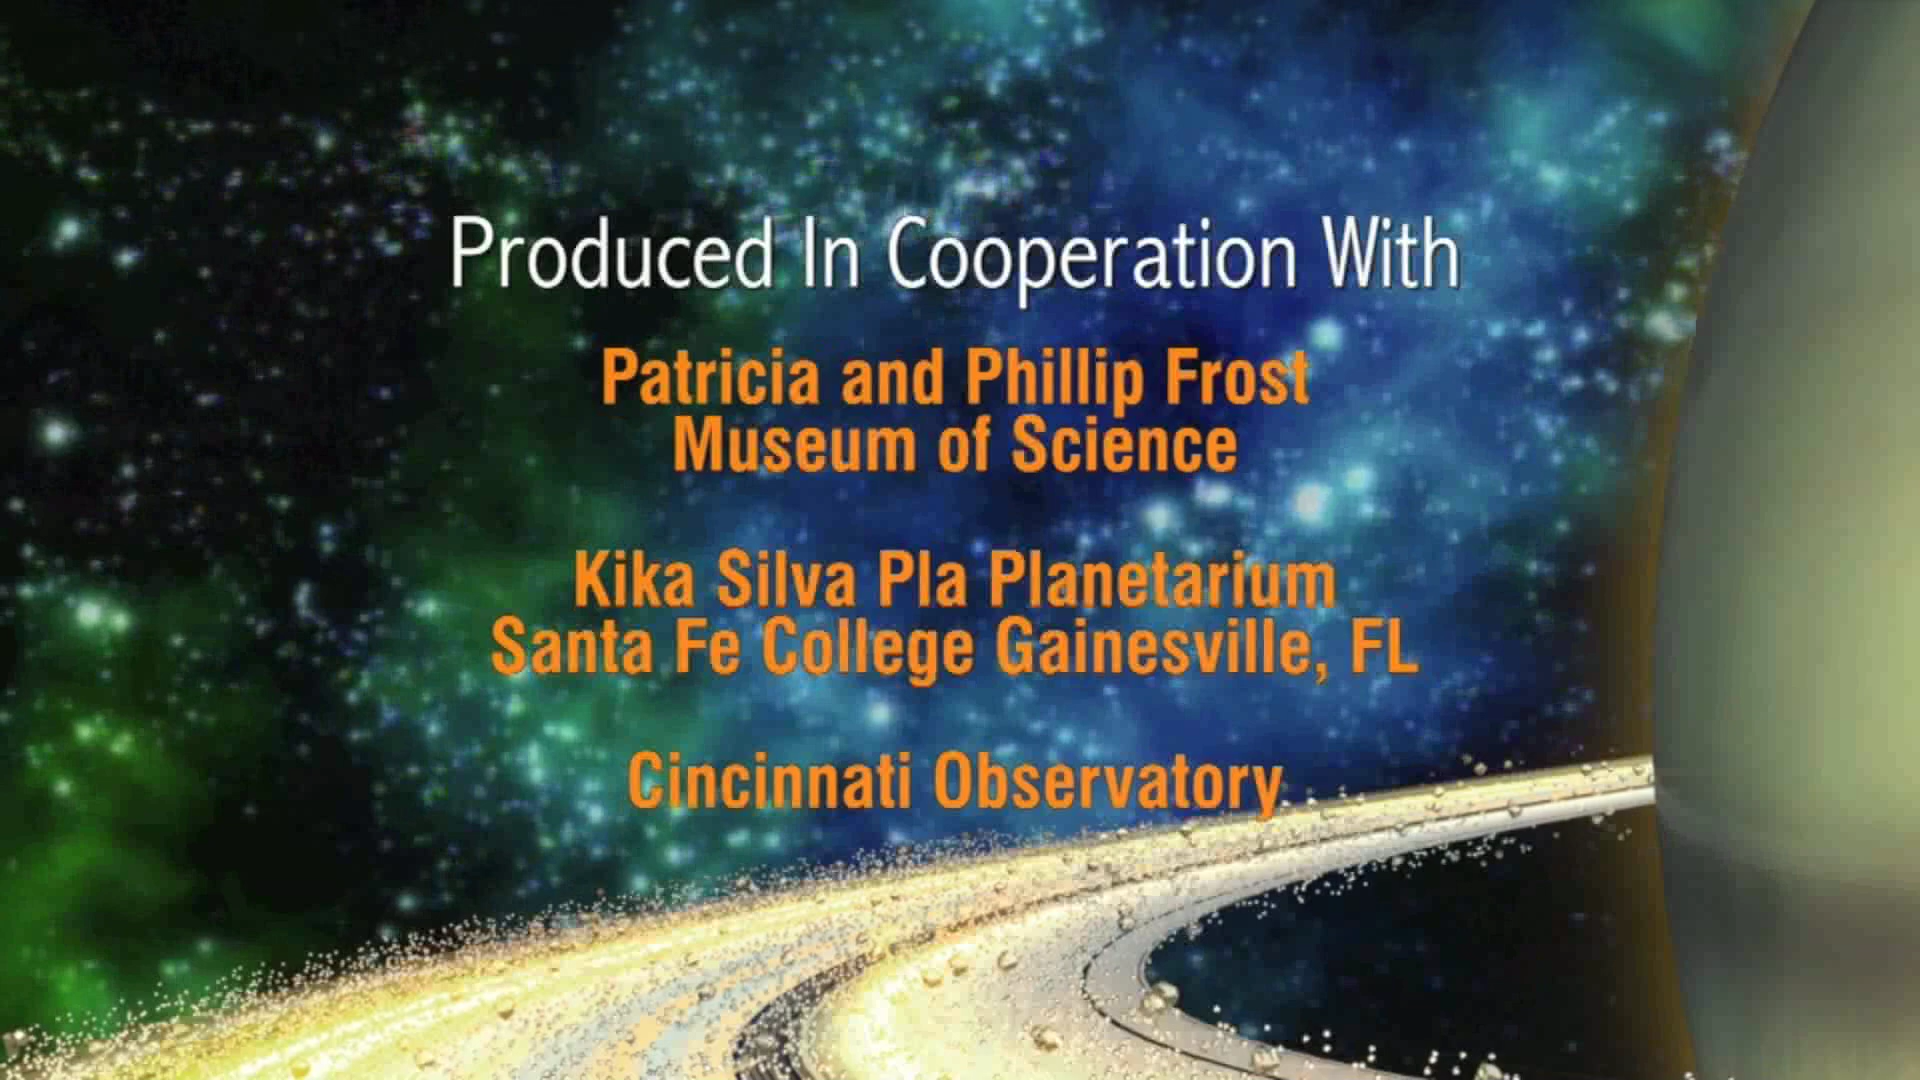 Produced In Cooperation With
Patricia and Phillip Frost
Museum of Science
Kika Silva Pla Planetarium
Santa Fe College Gainesville, FL
Cincinnati Observatory